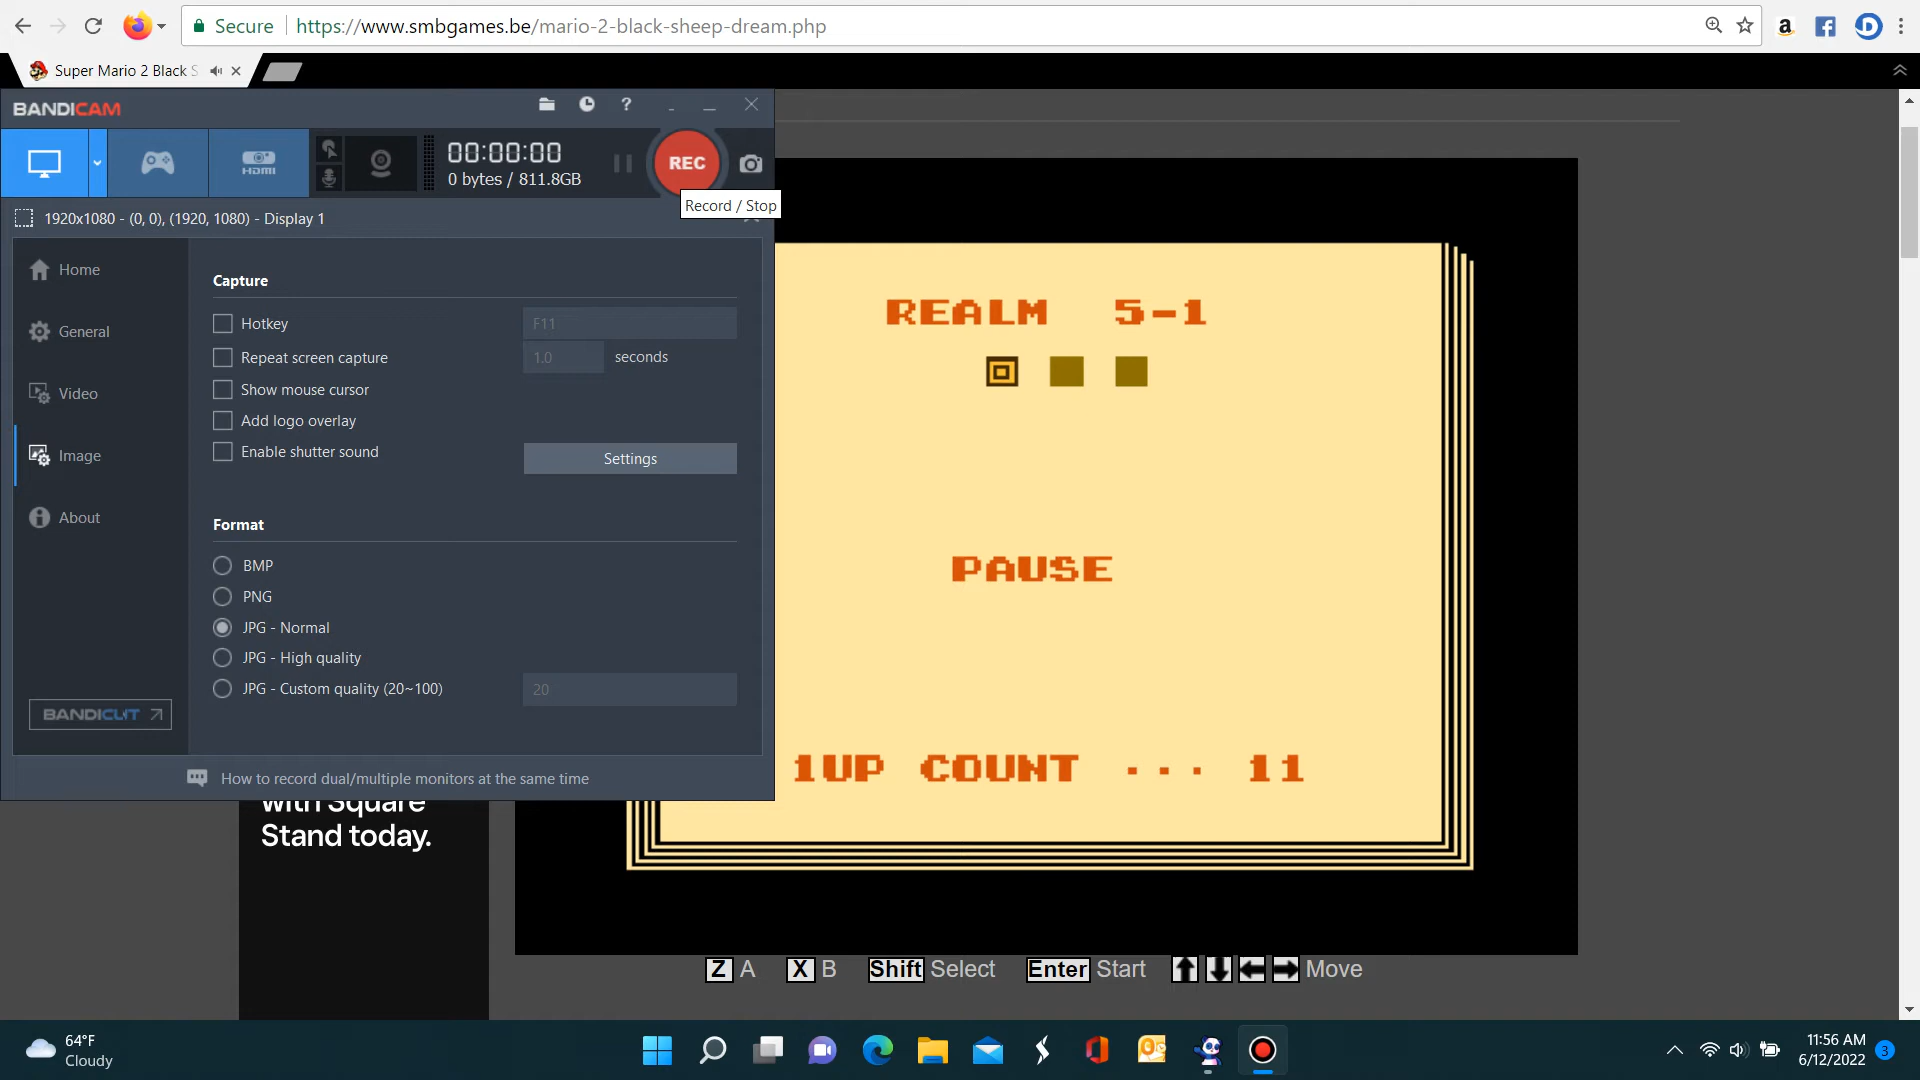 Secure
https://www.smbgames.be/mario-2-black-sheep-dream.php
Super Mario 2 Black S
BANDICAM
HDMI
00:00:00
0 bytes / 811.8GB
REC
Record / Stop
1920x1080 - (0, 0), (1920, 1080) - Display 1
Home
General
Video
Image
About
BANDICUT
Capture
Hotkey
F11
Repeat screen capture
1.0
seconds
Show mouse cursor
Add logo overlay
Enable shutter sound
Settings
Format
BMP
PNG
JPG - Normal
JPG - High quality
JPG - Custom quality (20~100)
20
How to record dual/multiple monitors at the same time
REALM 5-1
PAUSE
1UP COUNT ··· 11
with Square
Stand today.
Z A X B Shift Select Enter Start Move
64°F
Cloudy
11:56 AM
6/12/2022
3